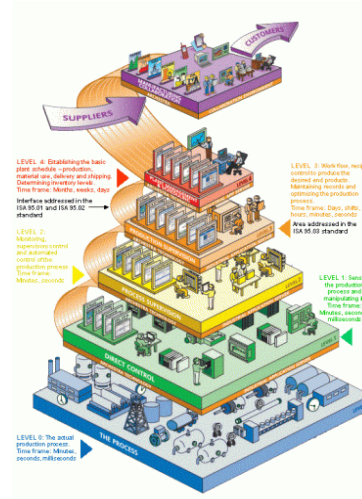 CUSTOMERS
SUPPLIERS
LEVEL 4: Establishing the basic
plant schedule – production,
material use, delivery and shipping.
Determining inventory levels.
Time frame: Months, weeks, days
Interface addressed in the
ISA 95.01 and ISA 95.02
standard
LEVEL 3: Work flow,
control to produce the
desired end products.
Maintaining records and
optimizing the production
process.
Time frame: Days, shifts,
hours, minutes, seconds
Area addressed in the
ISA 95.03 standard
PRODUCTION SUPERVISION
LEVEL 2:
Monitoring,
supervisory control
and automated
control of the
production process
Time frame:
Minutes, seconds
PROCESS SUPERVISION
LEVEL 1:
the production
process and
manipulating
Time frame:
Minutes,
milliseconds
DIRECT CONTROL
THE PROCESS
LEVEL 0: The actual
production process.
Time frame: Minutes,
seconds, milliseconds